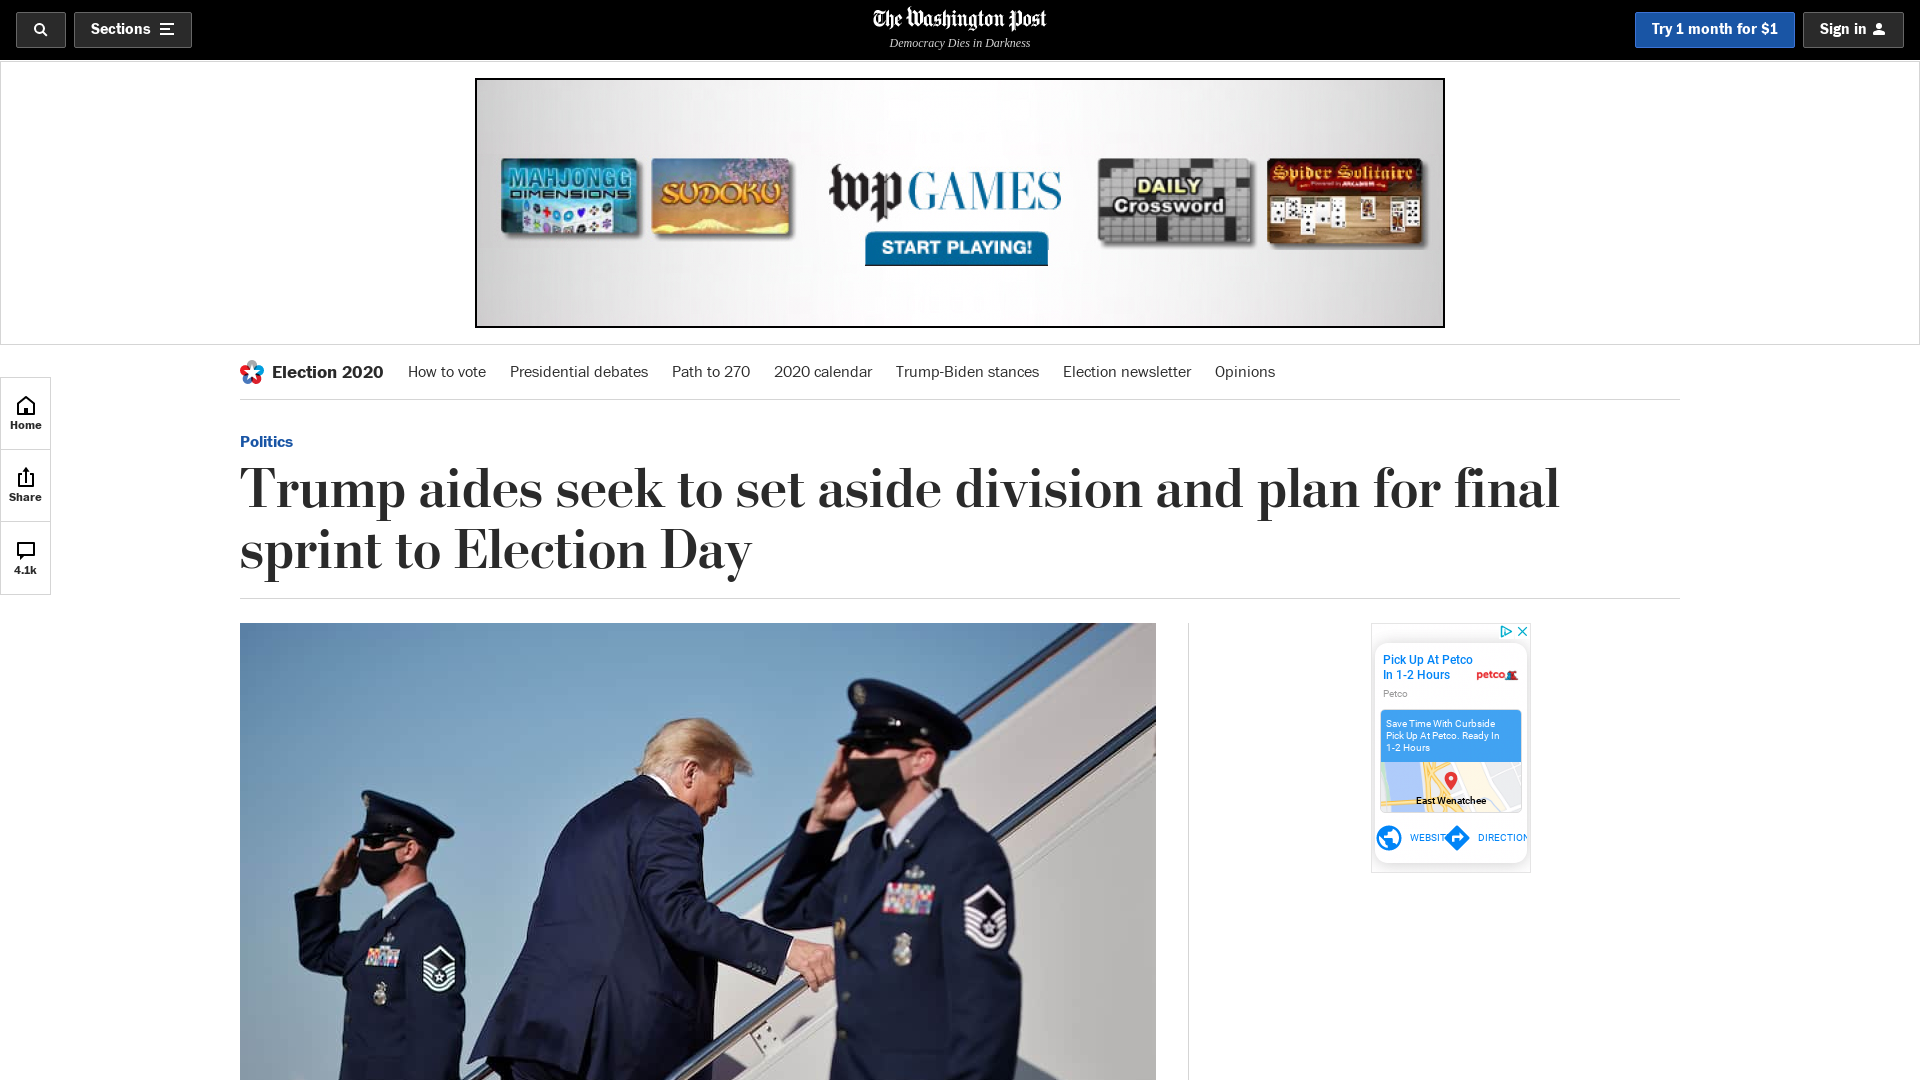 Sections
The Washington Post
Democracy Dies in Darkness
Try 1 month for $1
Sign in
MAHJONGG
DIMENSIONS
SUDOKU
wp GAMES
START PLAYING!
DAILY
Crossword
Spider Solitaire
Election 2020
How to vote
Presidential debates
Path to 270
2020 calendar
Trump-Biden stances
Election newsletter
Opinions
Home
Share
4.1k
Politics
Trump aides seek to set aside division and plan for final
sprint to Election Day
Pick Up At Petco
In 1-2 Hours
petco
Petco
Save Time With Curbside
Pick Up At Petco. Ready In
1-2 Hours
East Wenatchee
WEBSIT
DIRECTION